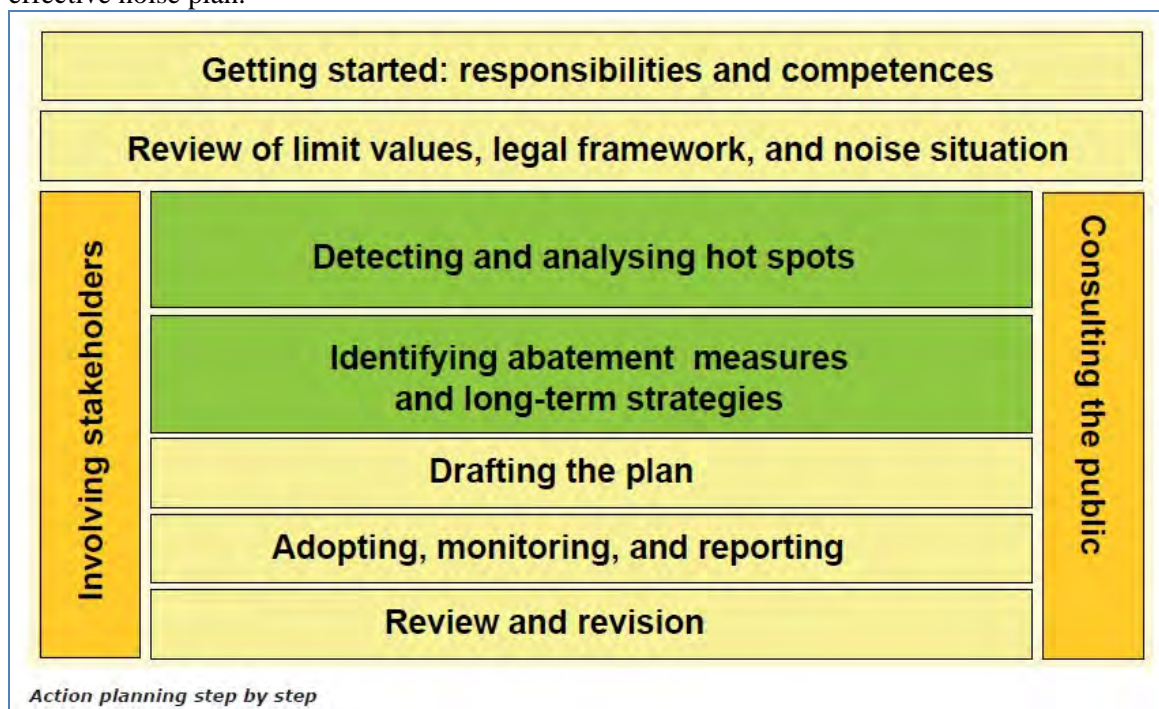 effective noise plan.
Getting started: responsibilities and competences
Review of limit values, legal framework, and noise situation
Involving stakeholders
Detecting and analysing hot spots
Identifying abatement measures
and long-term strategies
Drafting the plan
Adopting, monitoring, and reporting
Review and revision
Consulting the public
Action planning step by step